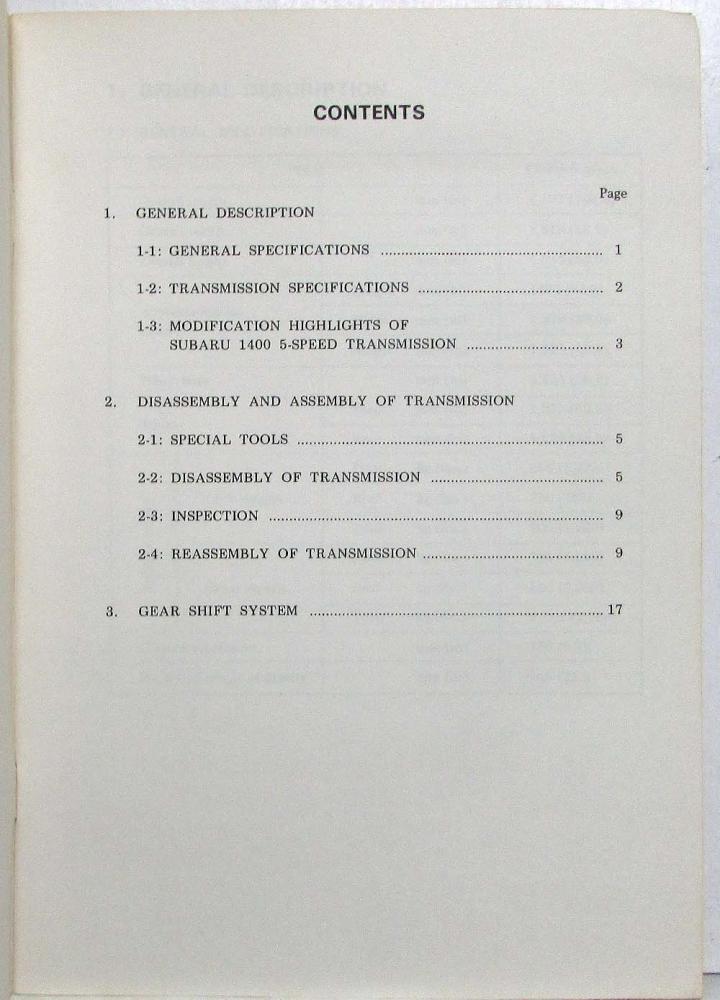 CONTENTS
Page
1. GENERAL DESCRIPTION
1-1: GENERAL SPECIFICATIONS ........................................................ 1
1-2: TRANSMISSION SPECIFICATIONS ............................................... 2
1-3: MODIFICATION HIGHLIGHTS OF
SUBARU 1400 5-SPEED TRANSMISSION .................................. 3
2. DISASSEMBLY AND ASSEMBLY OF TRANSMISSION
2-1: SPECIAL TOOLS ............................................................................. 5
2-2: DISASSEMBLY OF TRANSMISSION ........................................... 5
2-3: INSPECTION .................................................................................... 9
2-4: REASSEMBLY OF TRANSMISSION ............................................. 9
3. GEAR SHIFT SYSTEM ......................................................................... 17